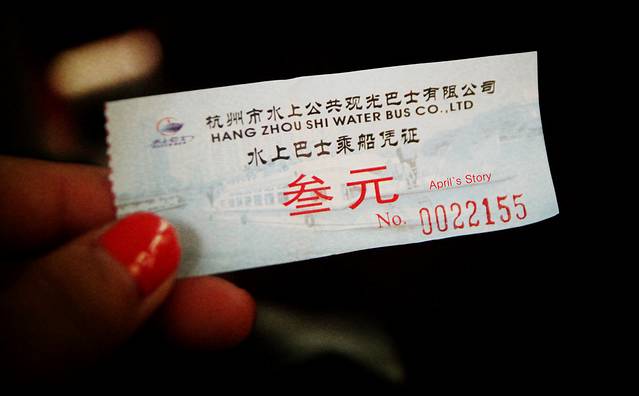 杭州市水上公共观光巴士有限公司
HANG ZHOU SHI WATER BUS CO.,LTD
水上巴士乘船凭证
叁元
April`s Story
No. 0022155